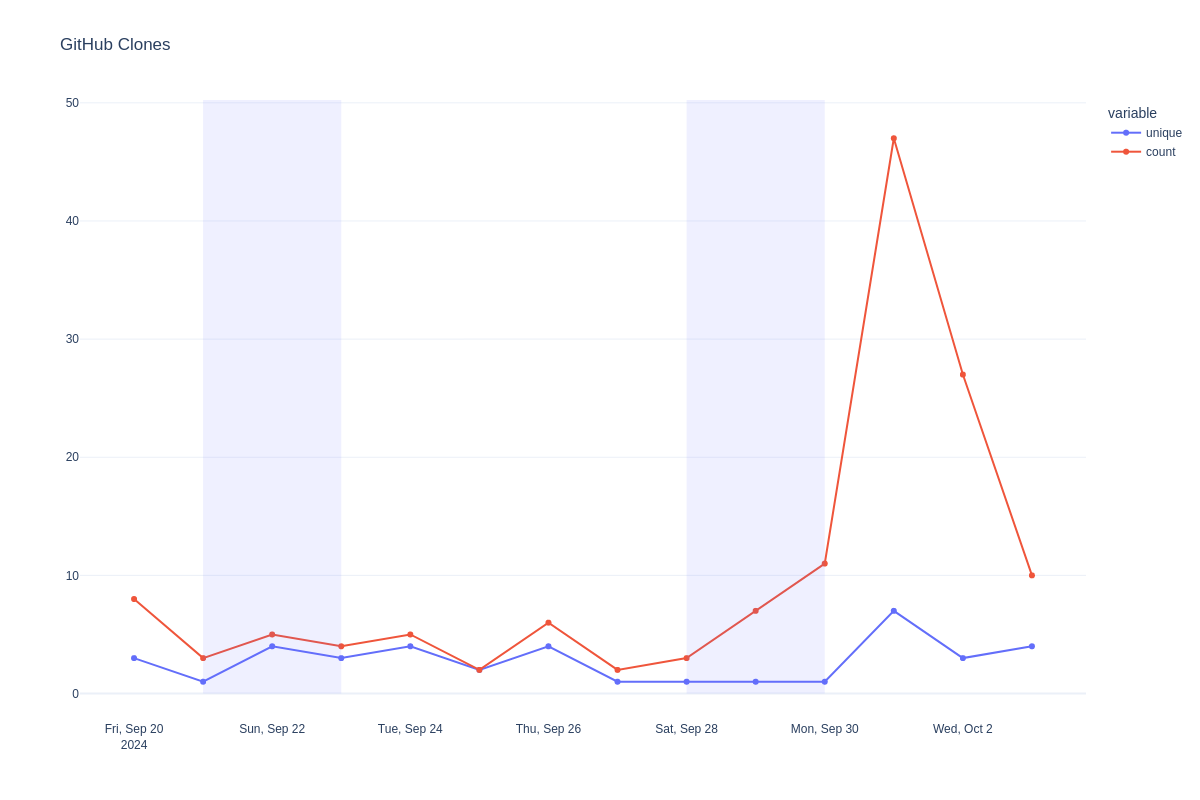 GitHub Clones
variable
unique
count
50
40
30
20
10
0
Fri, Sep 20
2024
Sun, Sep 22
Tue, Sep 24
Thu, Sep 26
Sat, Sep 28
Mon, Sep 30
Wed, Oct 2